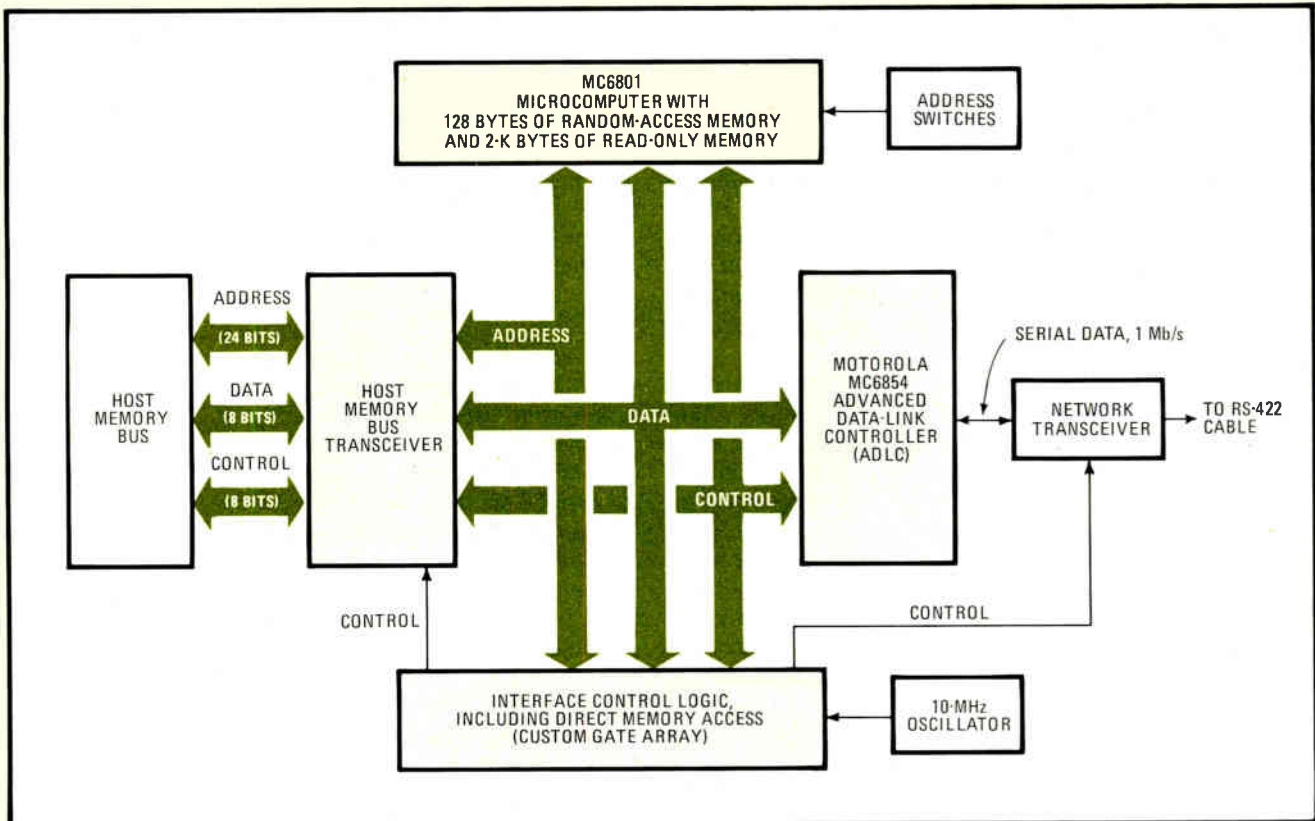 MC6801
MICROCOMPUTER WITH
128 BYTES OF RANDOM-ACCESS MEMORY
AND 2-K BYTES OF READ-ONLY MEMORY
ADDRESS
SWITCHES
HOST
MEMORY
BUS
ADDRESS
(24 BITS)
DATA
(8 BITS)
CONTROL
(8 BITS)
HOST
MEMORY
BUS
TRANSCEIVER
ADDRESS
DATA
CONTROL
MOTOROLA
MC6854
ADVANCED
DATA-LINK
CONTROLLER
(ADLC)
SERIAL DATA, 1 Mb/s
NETWORK
TRANSCEIVER
TO RS-422
CABLE
CONTROL
CONTROL
INTERFACE CONTROL LOGIC,
INCLUDING DIRECT MEMORY ACCESS
(CUSTOM GATE ARRAY)
10-MHz
OSCILLATOR